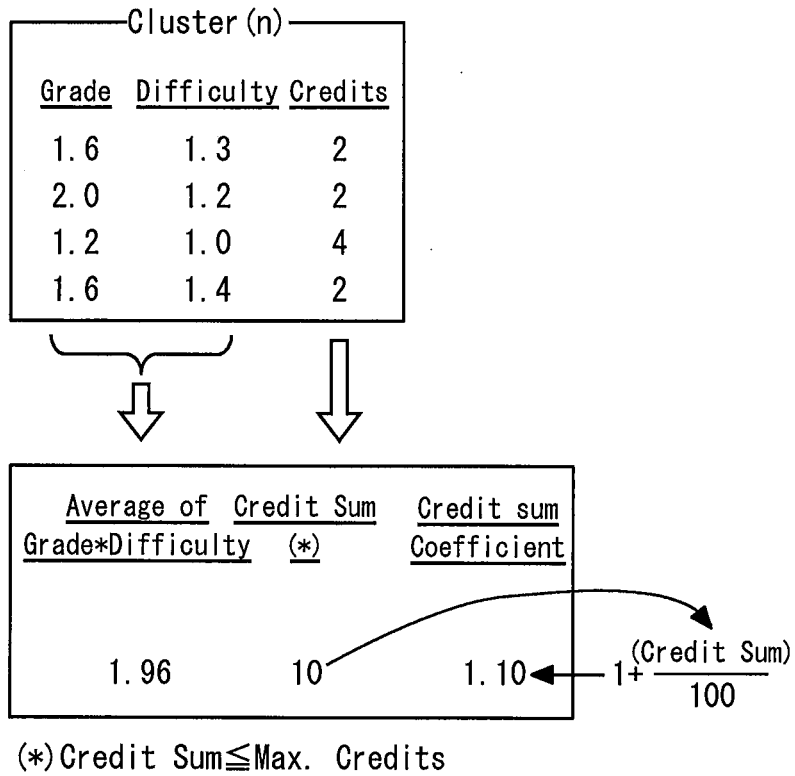 Cluster(n)
Grade Difficulty Credits
1.6 1.3 2
2.0 1.2 2
1.2 1.0 4
1.6 1.4 2
Average of Credit Sum Credit sum
Grade*Difficulty (*) Coefficient
1.96 10 1.10 1+ (Credit Sum)
100
(*)Credit Sum≦Max. Credits